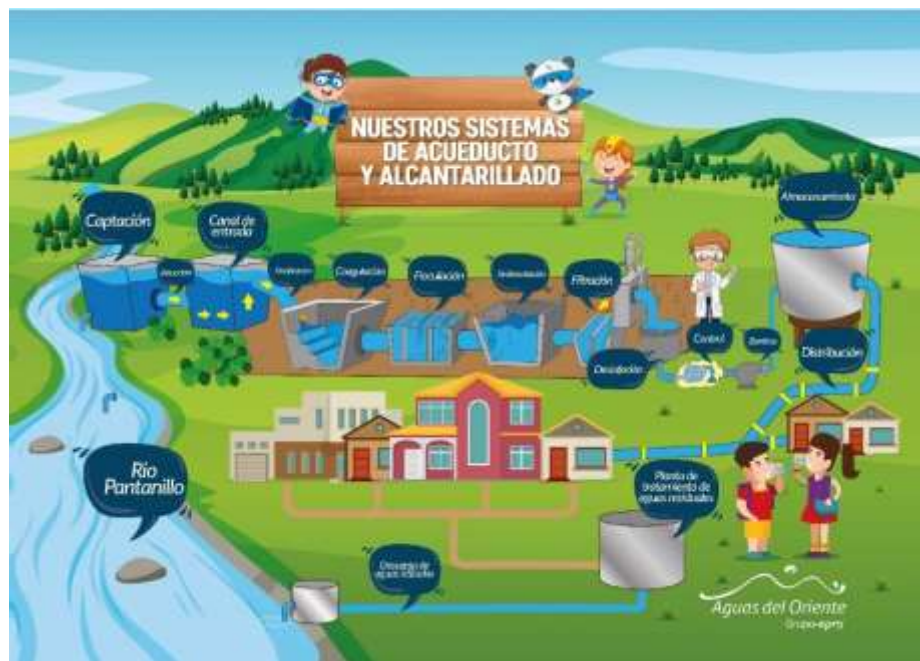 NUESTROS SISTEMAS
DE ACUEDUCTO
Y ALCANTARILLADO
Almacenamiento
Captación
Canal de
entrada
Coagulación
Floculación
Sedimentación
Filtración
Desinfección
Control
Bombeo
Distribución
Río
Pantanillo
Planta de
tratamiento de
aguas residuales
Descarga de
aguas
Aguas del Oriente
Grupo·epm